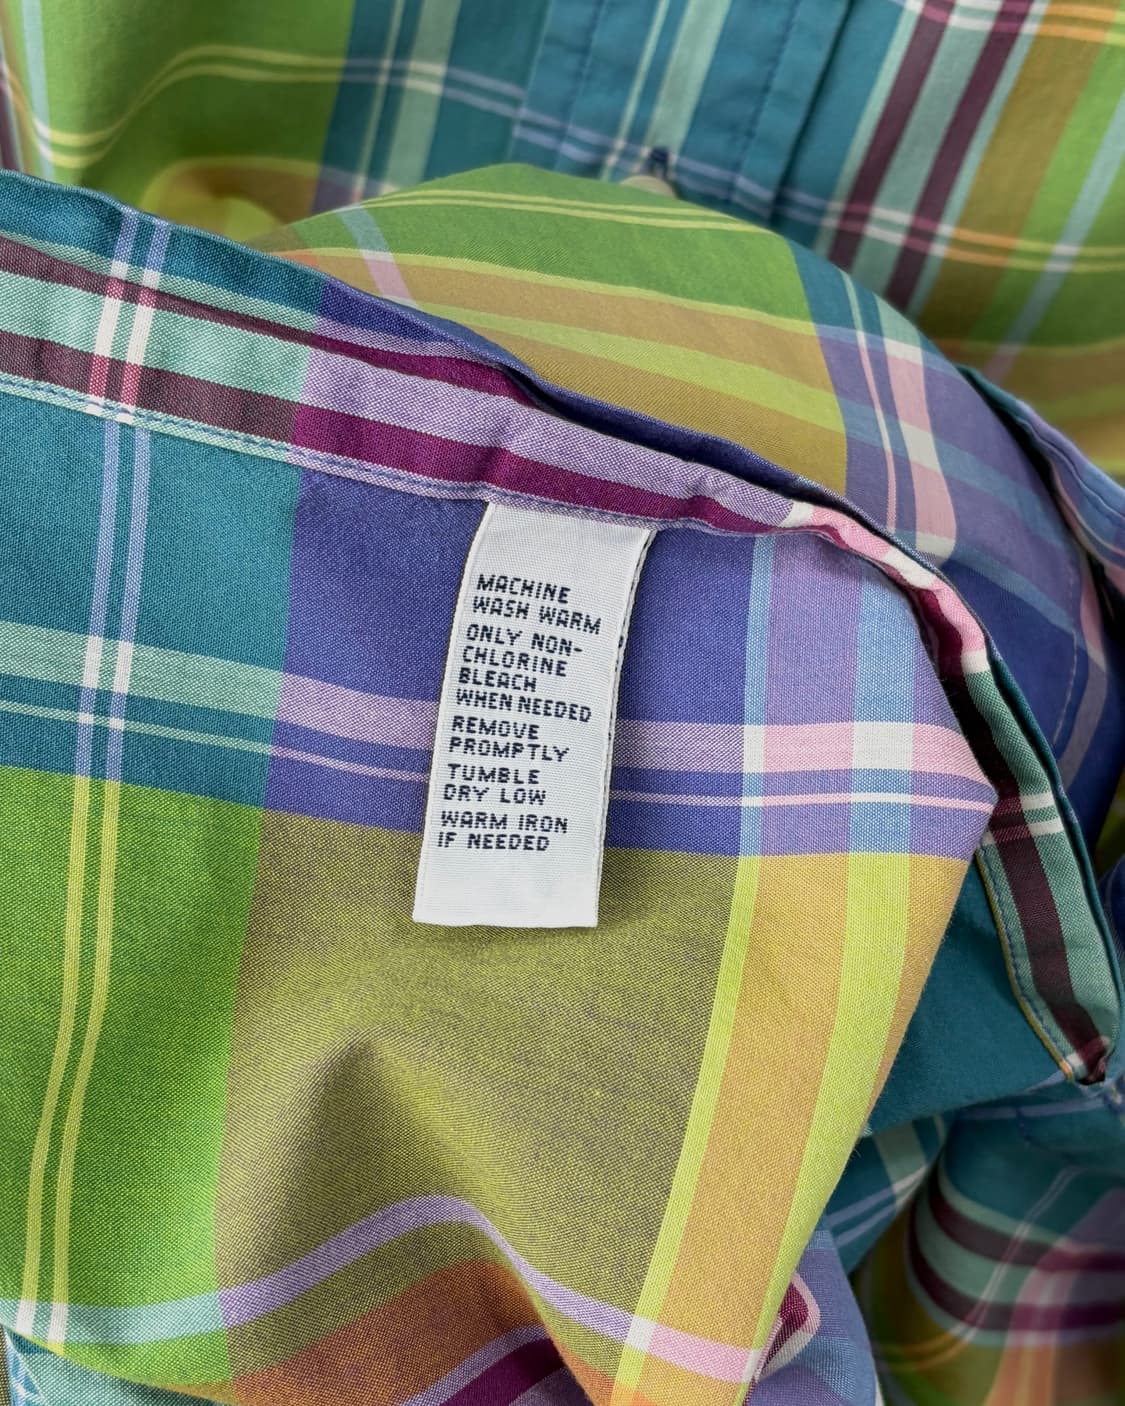 MACHINE
WASH WARM
ONLY NON-
CHLORINE
BLEACH
WHEN NEEDED
REMOVE
PROMPTLY
TUMBLE
DRY LOW
WARM IRON
IF NEEDED